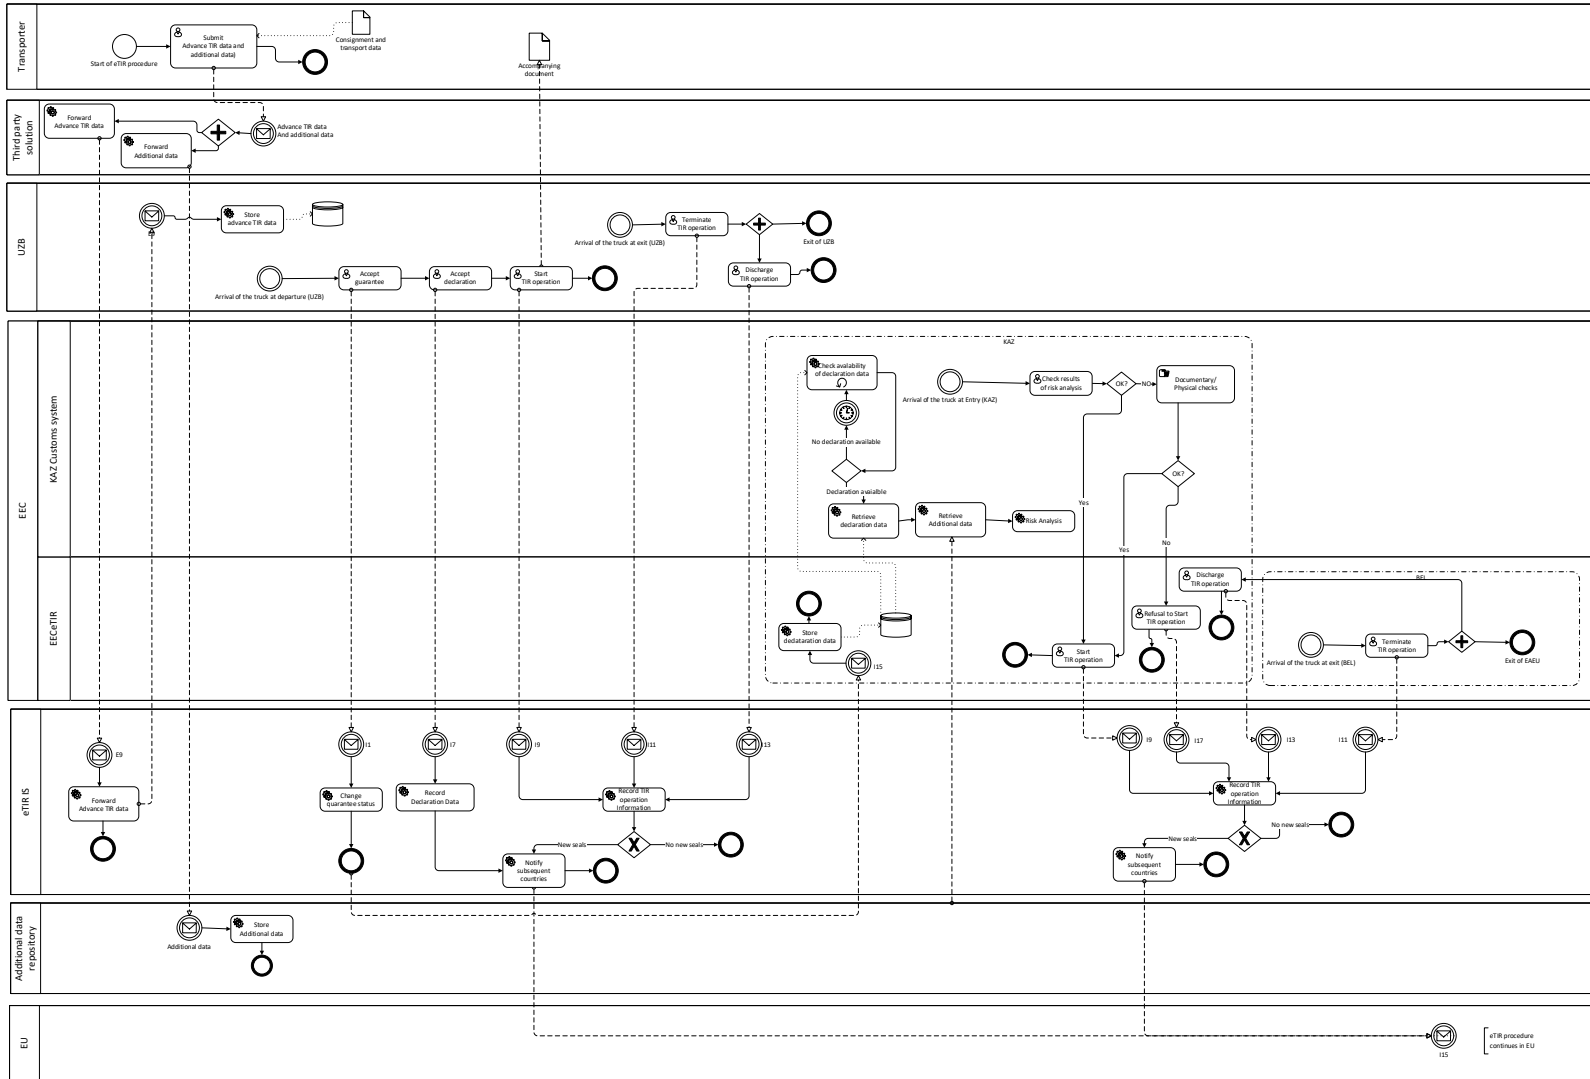 Transporter
Start of eTIR procedure
Submit
Advance TIR data and
additional data)
Consignment and
transport data
Accompanying
document
Third party
solution
Forward
Advance TIR data
Forward
Additional data
Advance TIR data
And additional data
UZB
Store
advance TIR data
Arrival of the truck at exit (UZB)
Terminate
TIR operation
Exit of UZB
Arrival of the truck at departure (UZB)
Accept
guarantee
Accept
declaration
Start
TIR operation
Discharge
TIR operation
EEC
KAZ Customs system
KAZ
Check avalability
of declaration data
No declaration available
Declaration avaialble
Retrieve
declaration data
Retrieve
Additional data
Risk Analysis
Arrival of the truck at Entry (KAZ)
Check results
of risk analysis
OK?
NO
Documentary/
Physical checks
OK?
Yes
Yes
No
EECeTIIR
Store
dedataration data
I15
Start
TIR operation
Refusal to Start
TIR operation
Discharge
TIR operation
BEL
Arrival of the truck at exit (BEL)
Terminate
TIR operation
Exit of EAEU
eTIR IS
E9
Forward
Advance TIR data
I1
Change
quarantee status
I7
Record
Declaration Data
I9
I11
I13
Record TIR
operation
Information
New seals
No new seals
Notify
subsequent
countries
I9
I17
I13
I11
Record TIR
operation
Information
New seals
No new seals
Notify
subsequent
countries
Additional data
repository
Additional data
Store
Additional data
EU
I15
eTIR procedure
continues in EU